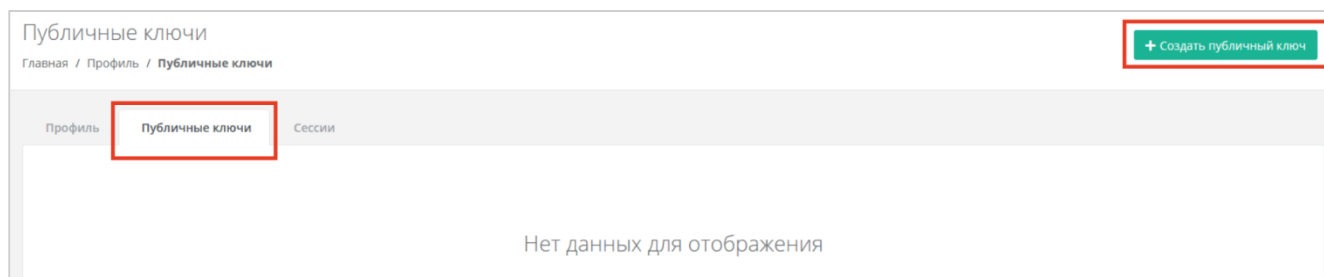 Публичные ключи
+ Создать публичный ключ
Главная / Профиль / Публичные ключи
Профиль Публичные ключи Сессии
Нет данных для отображения